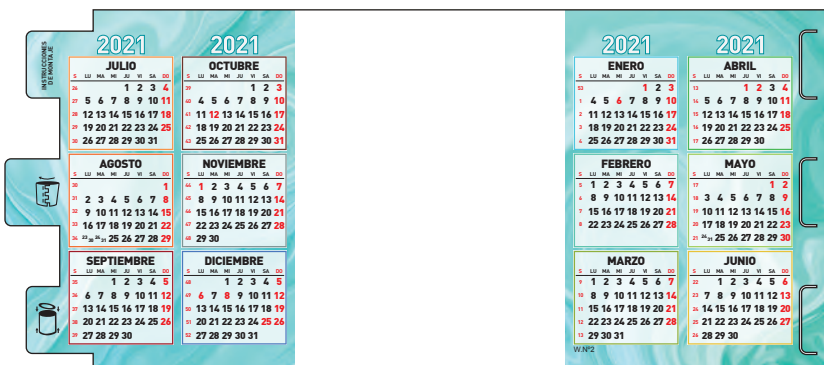 INSTRUCCIONES
DE MONTAJE
2021
JULIO
S LU MA MI JU VI SA DO
26 1 2 3 4
27 5 6 7 8 9 10 11
28 12 13 14 15 16 17 18
29 19 20 21 22 23 24 25
30 26 27 28 29 30 31
AGOSTO
S LU MA MI JU VI SA DO
30 1
31 2 3 4 5 6 7 8
32 9 10 11 12 13 14 15
33 16 17 18 19 20 21 22
34 23 30 24 31 25 26 27 28 29
SEPTIEMBRE
S LU MA MI JU VI SA DO
35 1 2 3 4 5
36 6 7 8 9 10 11 12
37 13 14 15 16 17 18 19
38 20 21 22 23 24 25 26
39 27 28 29 30
2021
OCTUBRE
S LU MA MI JU VI SA DO
39 1 2 3
40 4 5 6 7 8 9 10
41 11 12 13 14 15 16 17
42 18 19 20 21 22 23 24
43 25 26 27 28 29 30 31
NOVIEMBRE
S LU MA MI JU VI SA DO
44 1 2 3 4 5 6 7
45 8 9 10 11 12 13 14
46 15 16 17 18 19 20 21
47 22 23 24 25 26 27 28
48 29 30
DICIEMBRE
S LU MA MI JU VI SA DO
48 1 2 3 4 5
49 6 7 8 9 10 11 12
50 13 14 15 16 17 18 19
51 20 21 22 23 24 25 26
52 27 28 29 30 31
2021
ENERO
S LU MA MI JU VI SA DO
53 1 2 3
1 4 5 6 7 8 9 10
2 11 12 13 14 15 16 17
3 18 19 20 21 22 23 24
4 25 26 27 28 29 30 31
FEBRERO
S LU MA MI JU VI SA DO
5 1 2 3 4 5 6 7
6 8 9 10 11 12 13 14
7 15 16 17 18 19 20 21
8 22 23 24 25 26 27 28
MARZO
S LU MA MI JU VI SA DO
9 1 2 3 4 5 6 7
10 8 9 10 11 12 13 14
11 15 16 17 18 19 20 21
12 22 23 24 25 26 27 28
13 29 30 31
W.Nº2
2021
ABRIL
S LU MA MI JU VI SA DO
13 1 2 3 4
14 5 6 7 8 9 10 11
15 12 13 14 15 16 17 18
16 19 20 21 22 23 24 25
17 26 27 28 29 30
MAYO
S LU MA MI JU VI SA DO
17 1 2
18 3 4 5 6 7 8 9
19 10 11 12 13 14 15 16
20 17 18 19 20 21 22 23
21 24 31 25 26 27 28 29 30
JUNIO
S LU MA MI JU VI SA DO
22 1 2 3 4 5 6
23 7 8 9 10 11 12 13
24 14 15 16 17 18 19 20
25 21 22 23 24 25 26 27
26 28 29 30